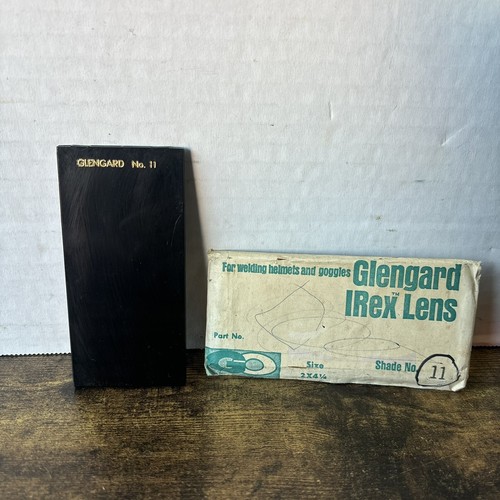 GLENGARD No. 11
For welding helmets and goggles Glengard
IRex™ Lens
Part No.
GO
Size
2X4¼
Shade No. 11